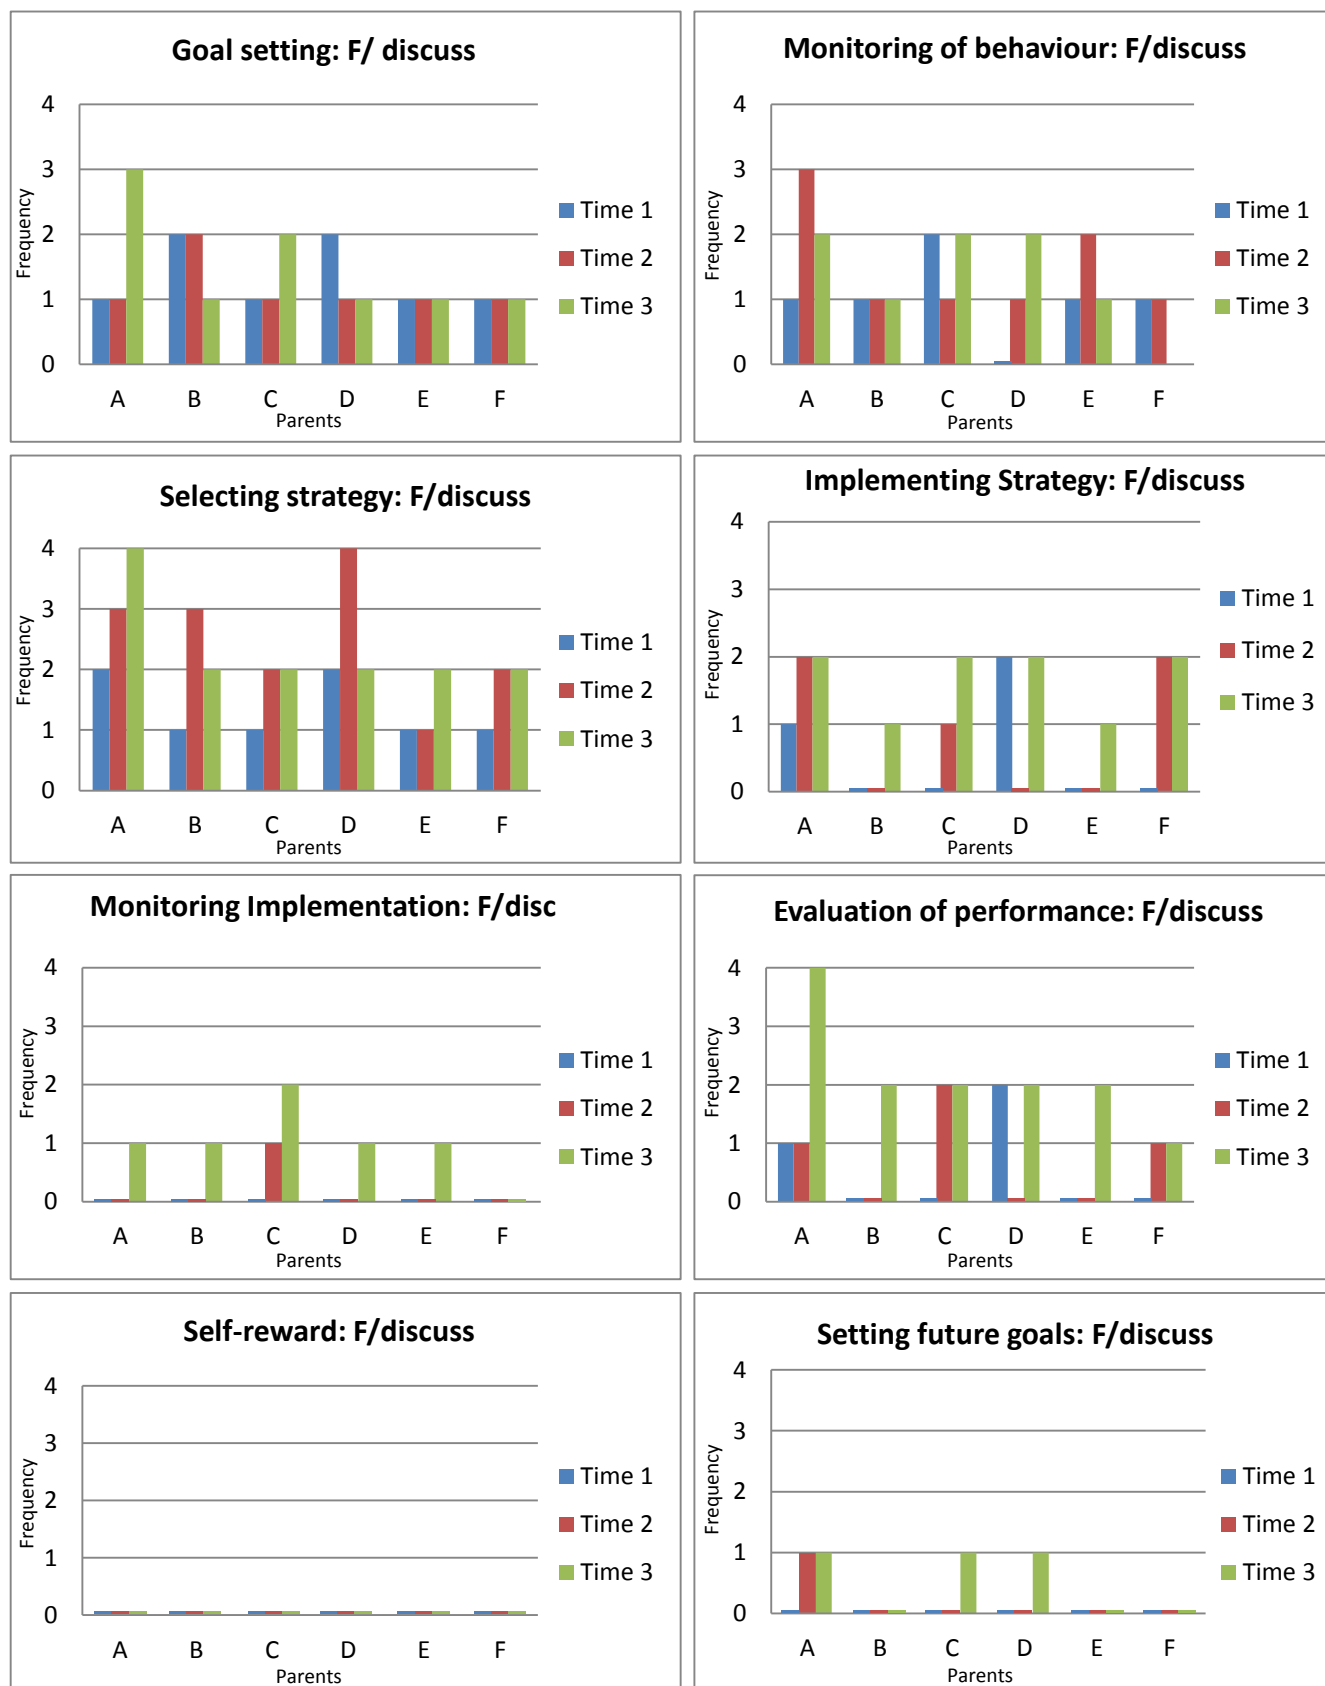 Goal setting: F/ discuss
4
3
2
1
0
Frequency
A B C D E F
Parents
Time 1
Time 2
Time 3
Monitoring of behaviour: F/discuss
4
3
2
1
0
Frequency
A B C D E F
Parents
Time 1
Time 2
Time 3
Selecting strategy: F/discuss
4
3
2
1
0
Frequency
A B C D E F
Parents
Time 1
Time 2
Time 3
Implementing Strategy: F/discuss
4
3
2
1
0
Frequency
A B C D E F
Parents
Time 1
Time 2
Time 3
Monitoring Implementation: F/disc
4
3
2
1
0
Frequency
A B C D E F
Parents
Time 1
Time 2
Time 3
Evaluation of performance: F/discuss
4
3
2
1
0
Frequency
A B C D E F
Parents
Time 1
Time 2
Time 3
Self-reward: F/discuss
4
3
2
1
0
Frequency
A B C D E F
Parents
Time 1
Time 2
Time 3
Setting future goals: F/discuss
4
3
2
1
0
Frequency
A B C D E F
Parents
Time 1
Time 2
Time 3